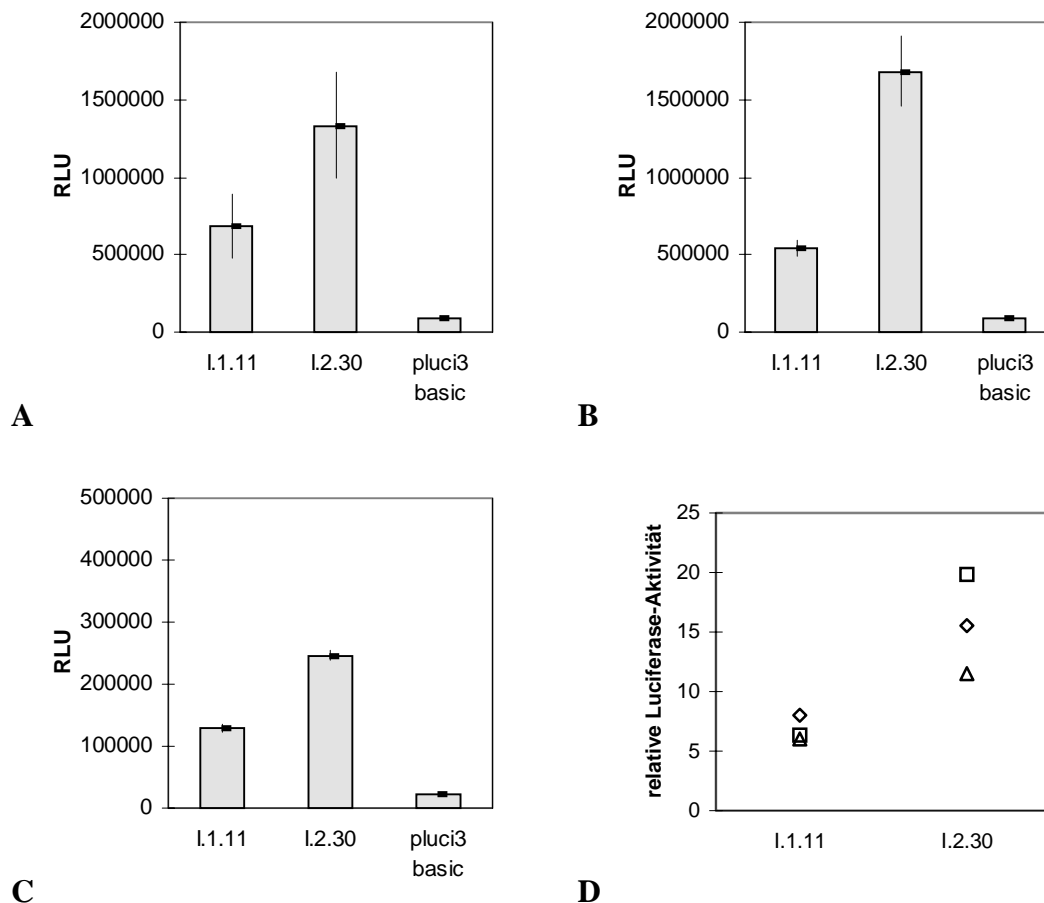 2000000
1500000
1000000
500000
0
RLU
I.1.11 I.2.30 pluci3
basic
A
2000000
1500000
1000000
500000
0
RLU
I.1.11 I.2.30 pluci3
basic
B
500000
400000
300000
200000
100000
0
RLU
I.1.11 I.2.30 pluci3
basic
C
25
20
15
10
5
0
relative Luciferase-Aktivität
I.1.11 I.2.30
D